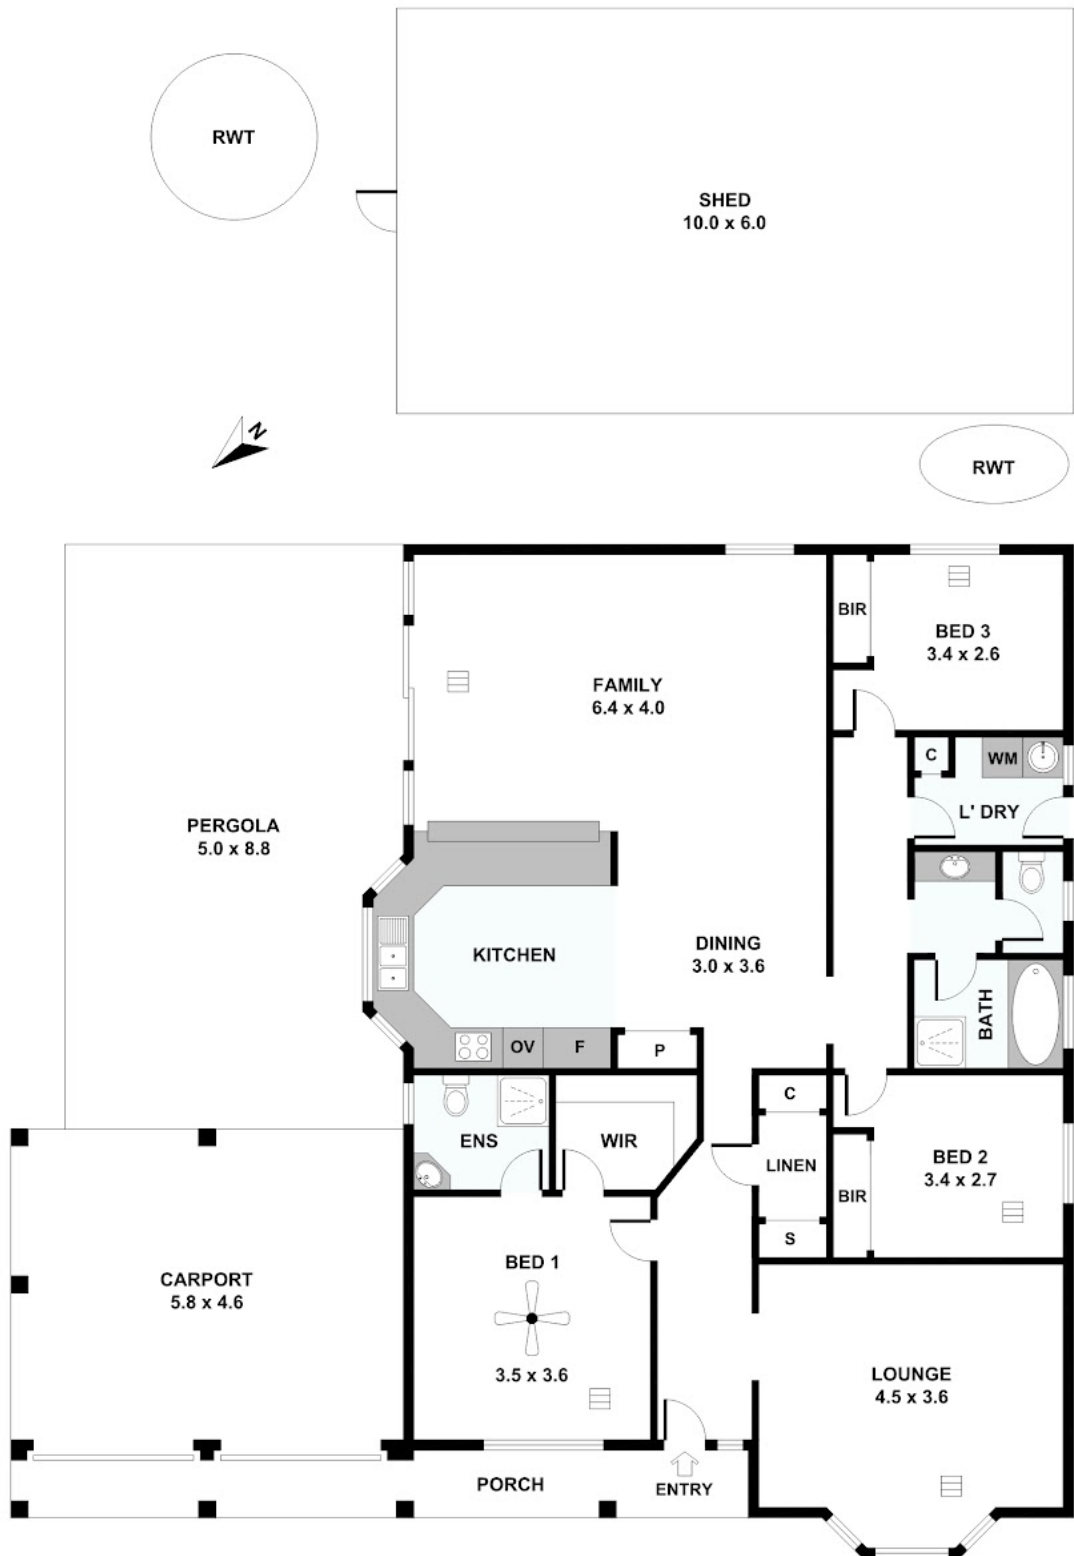 RWT
SHED
10.0 x 6.0
N
RWT
BIR
BED 3
3.4 x 2.6
FAMILY
6.4 x 4.0
C
WM
L' DRY
PERGOLA
5.0 x 8.8
KITCHEN
DINING
3.0 x 3.6
BATH
OV
F
P
C
ENS
WIR
LINEN
BED 2
3.4 x 2.7
BIR
S
BED 1
CARPORT
5.8 x 4.6
3.5 x 3.6
LOUNGE
4.5 x 3.6
PORCH
ENTRY